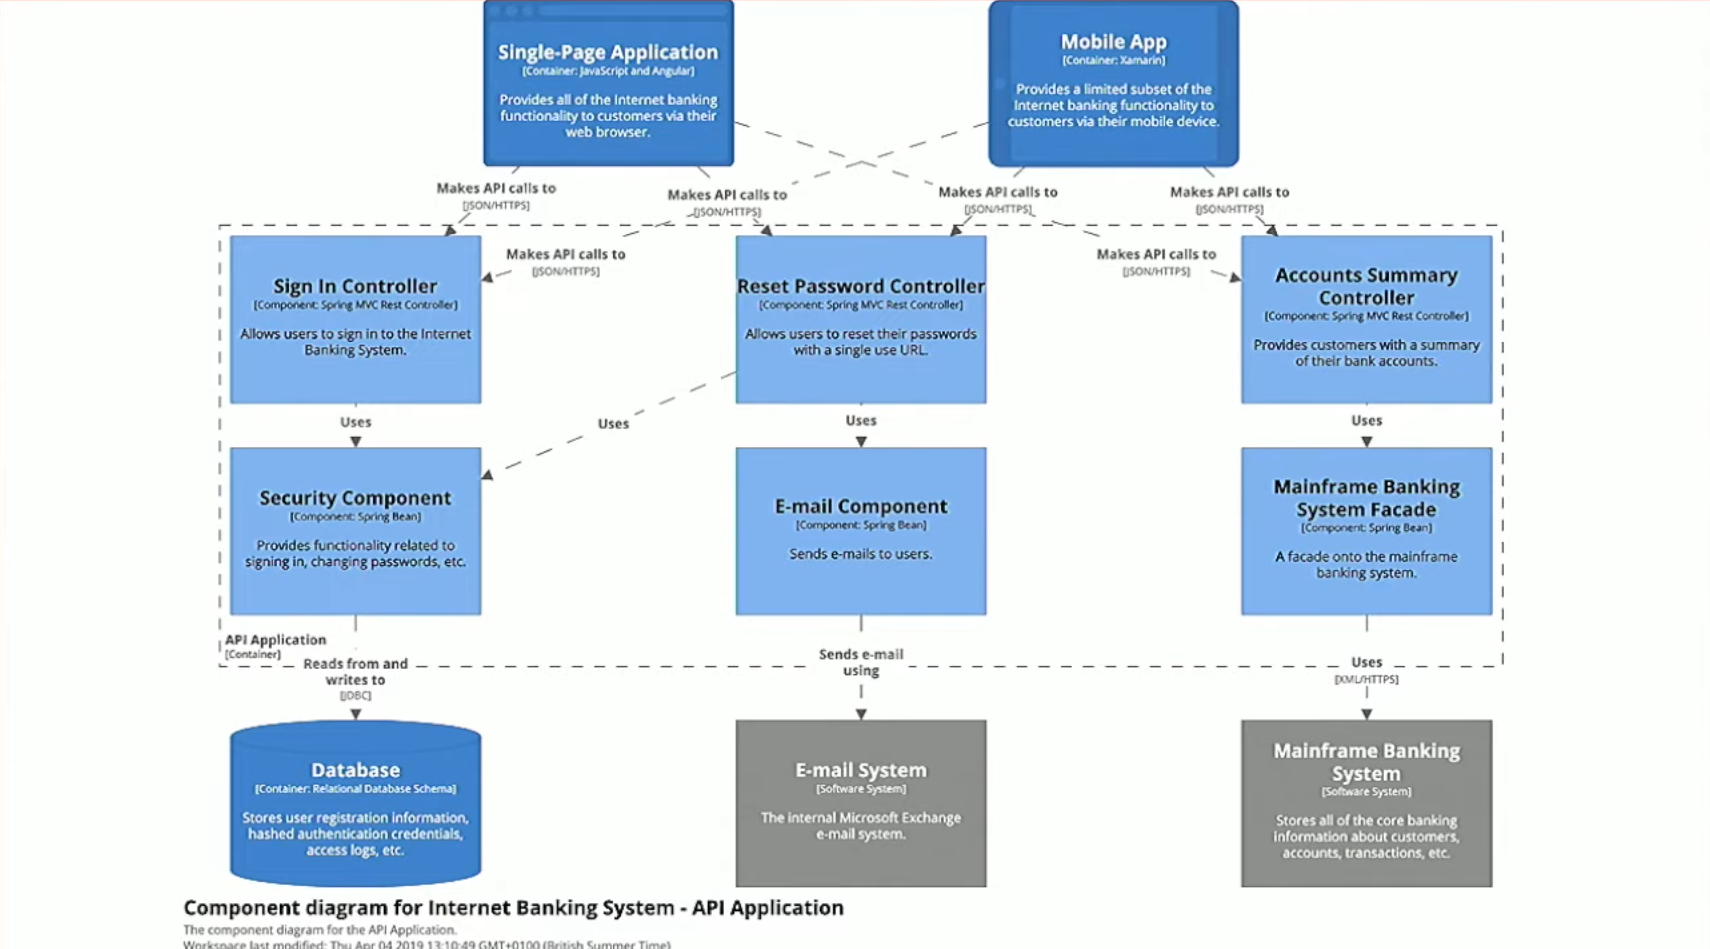 Single-Page Application
[Container: JavaScript and Angular]
Provides all of the Internet banking
functionality to customers via their
web browser.
Mobile App
[Container: Xamarin]
Provides a limited subset of the
Internet banking functionality to
customers via their mobile device.
Makes API calls to
[JSON/HTTPS]
Makes API calls to
[JSON/HTTPS]
Makes API calls to
[JSON/HTTPS]
Makes API calls to
[JSON/HTTPS]
Makes API calls to
[JSON/HTTPS]
Makes API calls to
[JSON/HTTPS]
Sign In Controller
[Component: Spring MVC Rest Controller]
Allows users to sign in to the Internet
Banking System.
Reset Password Controller
[Component: Spring MVC Rest Controller]
Allows users to reset their passwords
with a single use URL.
Accounts Summary
Controller
[Component: Spring MVC Rest Controller]
Provides customers with a summary
of their bank accounts.
Uses
Uses
Uses
Uses
Security Component
[Component: Spring Bean]
Provides functionality related to
signing in, changing passwords, etc.
E-mail Component
[Component: Spring Bean]
Sends e-mails to users.
Mainframe Banking
System Facade
[Component: Spring Bean]
A facade onto the mainframe
banking system.
API Application
[Container]
Reads from and
writes to
[JDBC]
Sends e-mail
using
Uses
[XML/HTTPS]
Database
[Container: Relational Database Schema]
Stores user registration information,
hashed authentication credentials,
access logs, etc.
E-mail System
[Software System]
The internal Microsoft Exchange
e-mail system.
Mainframe Banking
System
[Software System]
Stores all of the core banking
information about customers,
accounts, transactions, etc.
Component diagram for Internet Banking System - API Application
The component diagram for the API Application.
Workspace last modified: Thu Apr 04 2019 13:10:49 GMT+0100 (British Summer Time)